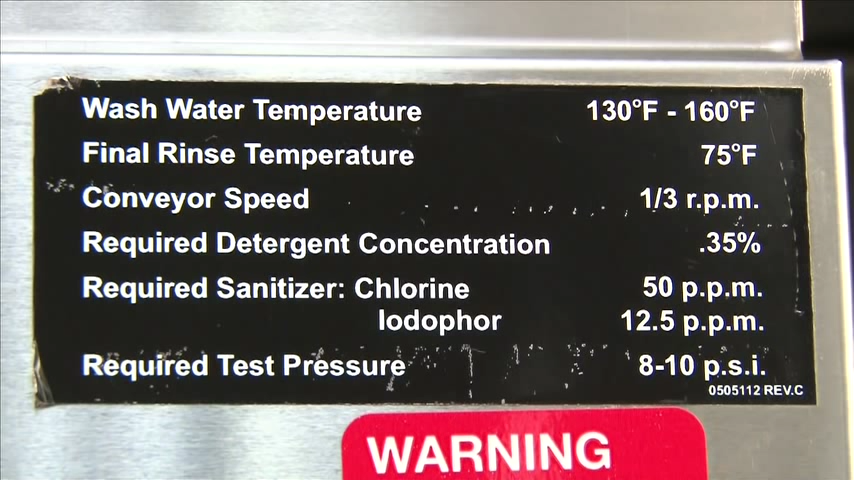 Wash Water Temperature 130°F - 160°F
Final Rinse Temperature 75°F
Conveyor Speed 1/3 r.p.m.
Required Detergent Concentration .35%
Required Sanitizer: Chlorine 50 p.p.m.
Iodophor 12.5 p.p.m.
Required Test Pressure 8-10 p.s.i.
0505112 REV.C
WARNING